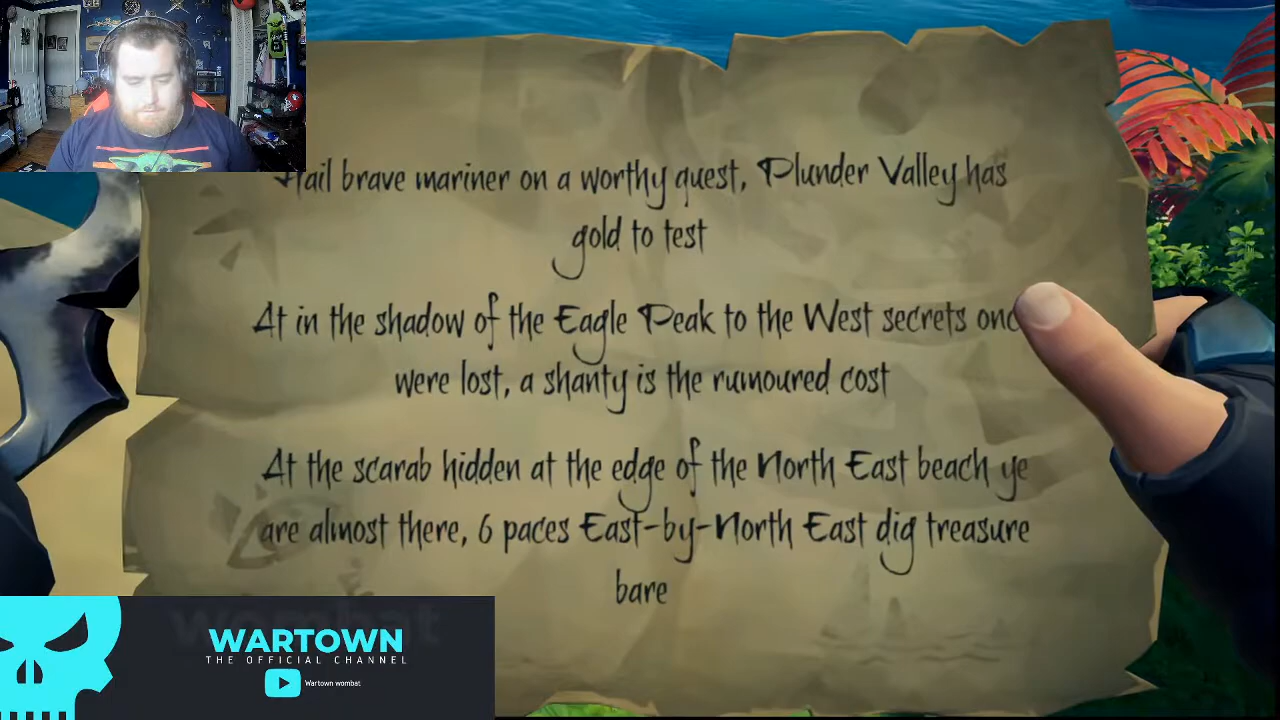 Hail brave mariner on a worthy quest, Plunder Valley has
gold to test
At in the shadow of the Eagle Peak to the West secrets
were lost, a shanty is the rumoured cost
At the scarab hidden at the edge of the North East beach ye
are almost there, 6 paces East-by-North East dig treasure
bare
wombat
WARTOWN
THE OFFICIAL CHANNEL
Wartown wombat